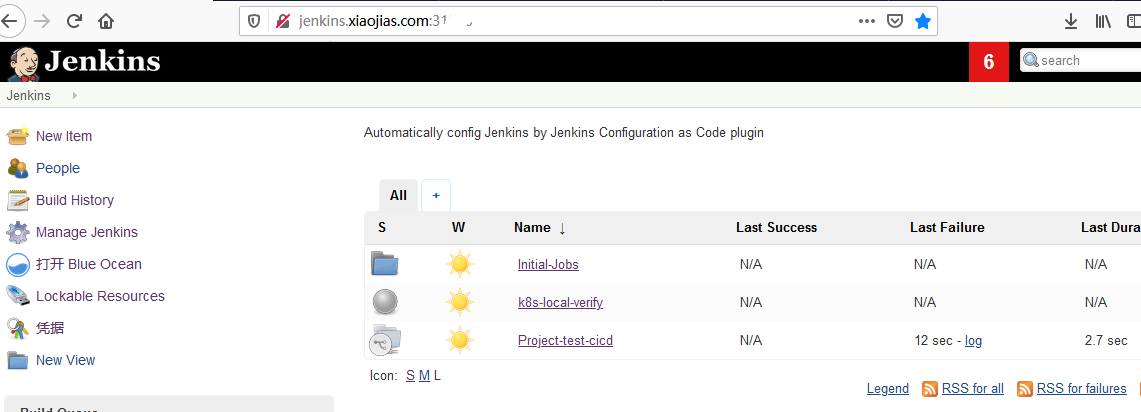 jenkins.xiaojias.com:31
Jenkins
6
search
Jenkins
New Item
People
Build History
Manage Jenkins
打开 Blue Ocean
Lockable Resources
凭据
New View
Automatically config Jenkins by Jenkins Configuration as Code plugin
All +
S W Name ↓ Last Success Last Failure Last Dura
Initial-Jobs N/A N/A N/A
k8s-local-verify N/A N/A N/A
Project-test-cicd N/A 12 sec - log 2.7 sec
Icon: S M L
Legend RSS for all RSS for failures